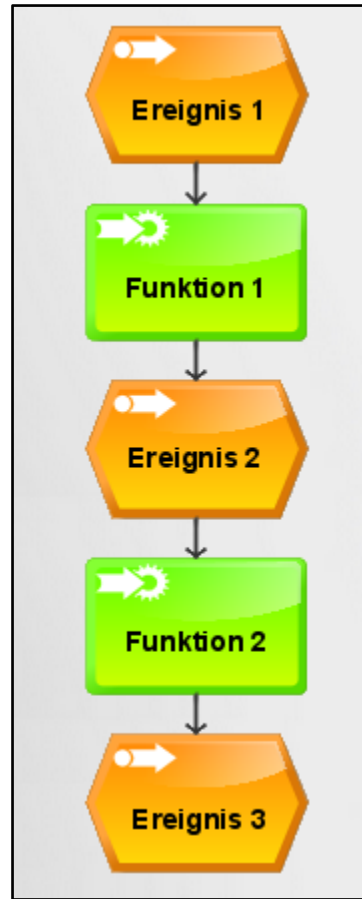 Ereignis 1
Funktion 1
Ereignis 2
Funktion 2
Ereignis 3